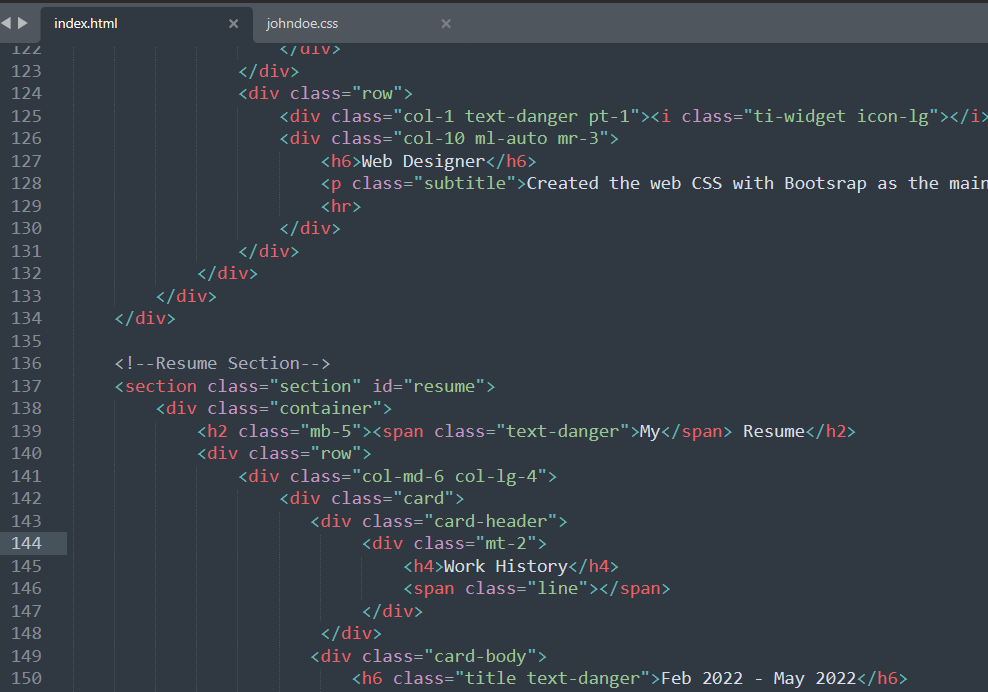 index.html × johndoe.css ×
122 </div>
123 </div>
124 <div class="row">
125 <div class="col-1 text-danger pt-1"><i class="ti-widget icon-lg"></i>
126 <div class="col-10 ml-auto mr-3">
127 <h6>Web Designer</h6>
128 <p class="subtitle">Created the web CSS with Bootsrap as the main
129 <hr>
130 </div>
131 </div>
132 </div>
133 </div>
134 </div>
135
136 <!--Resume Section-->
137 <section class="section" id="resume">
138 <div class="container">
139 <h2 class="mb-5"><span class="text-danger">My</span> Resume</h2>
140 <div class="row">
141 <div class="col-md-6 col-lg-4">
142 <div class="card">
143 <div class="card-header">
144 <div class="mt-2">
145 <h4>Work History</h4>
146 <span class="line"></span>
147 </div>
148 </div>
149 <div class="card-body">
150 <h6 class="title text-danger">Feb 2022 - May 2022</h6>